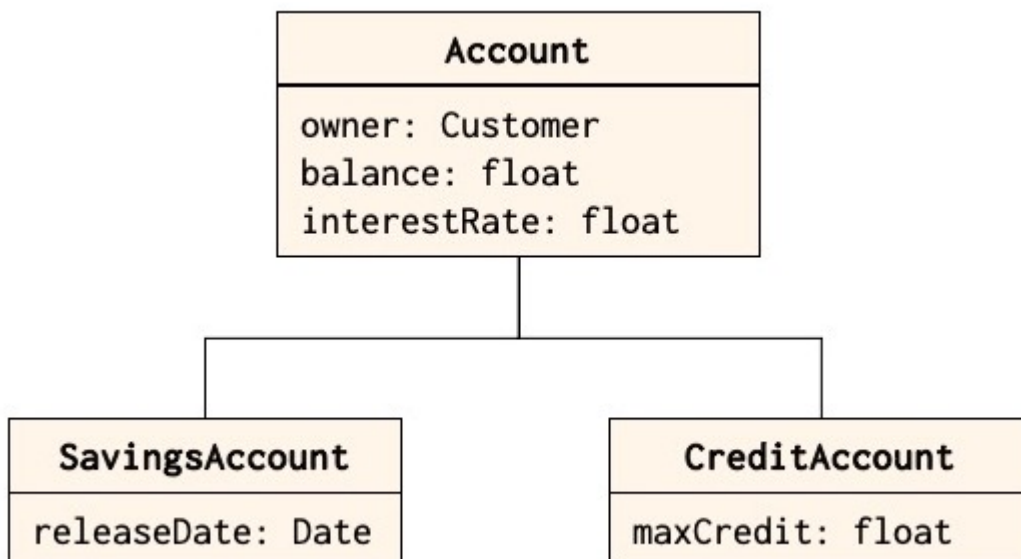 Account
owner: Customer
balance: float
interestRate: float
SavingsAccount
releaseDate: Date
CreditAccount
maxCredit: float